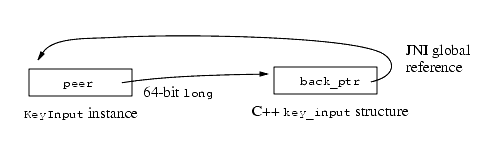 JNI global
reference
peer
back_ptr
64-bit long
KeyInput instance
C++ key_input structure